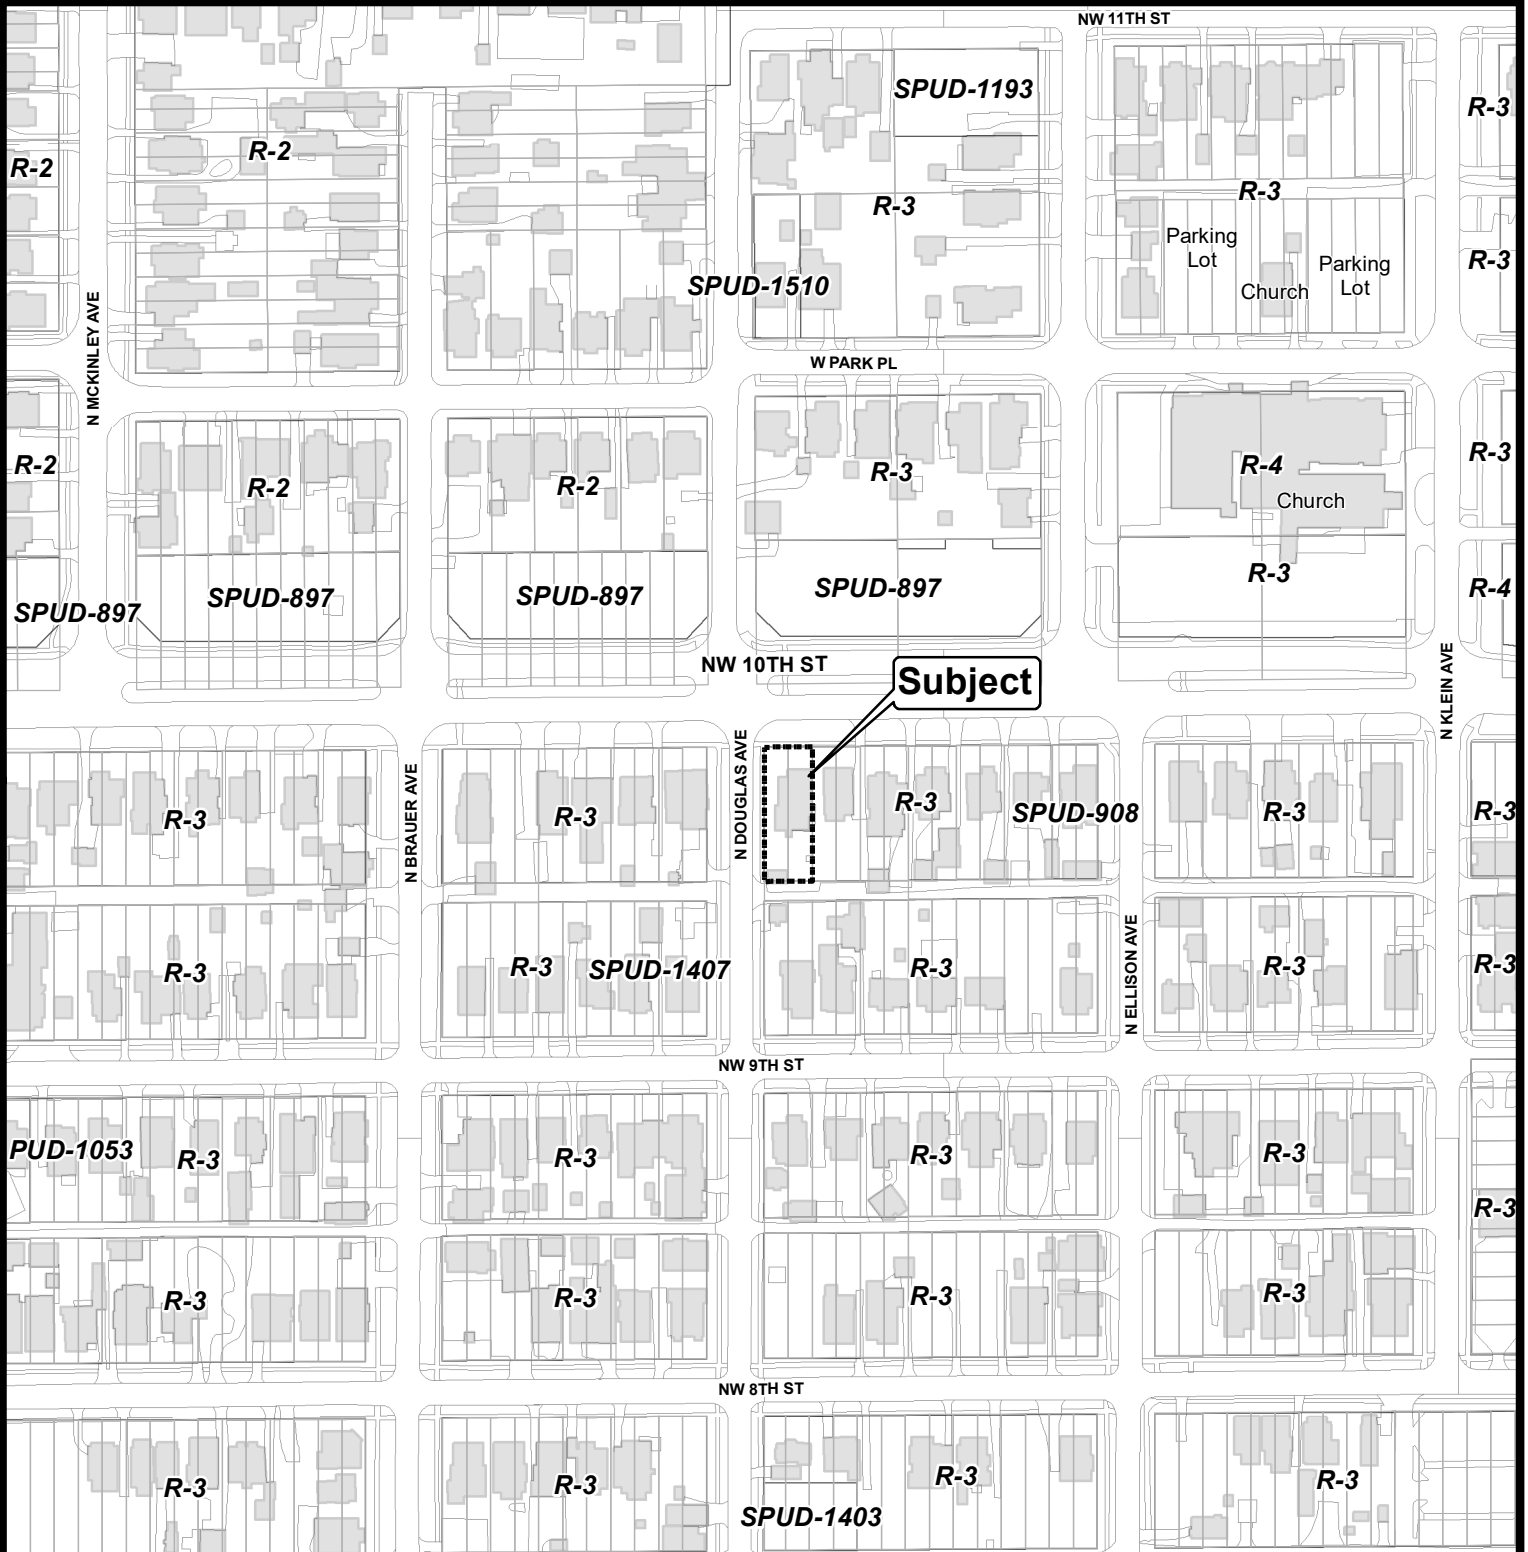 NW 11TH ST
SPUD-1193
R-3
R-2
R-2
R-3
R-3
Parking
Lot
Church
Parking
Lot
R-3
SPUD-1510
N MCKINLEY AVE
W PARK PL
R-2
R-2
R-2
R-3
R-4
Church
R-3
R-3
R-4
SPUD-897
SPUD-897
SPUD-897
SPUD-897
NW 10TH ST
Subject
N KLEIN AVE
N BRAUER AVE
N DOUGLAS AVE
R-3
R-3
R-3
SPUD-908
R-3
R-3
N ELLISON AVE
R-3
R-3
SPUD-1407
R-3
R-3
R-3
NW 9TH ST
PUD-1053
R-3
R-3
R-3
R-3
R-3
R-3
R-3
R-3
R-3
NW 8TH ST
R-3
R-3
R-3
R-3
SPUD-1403